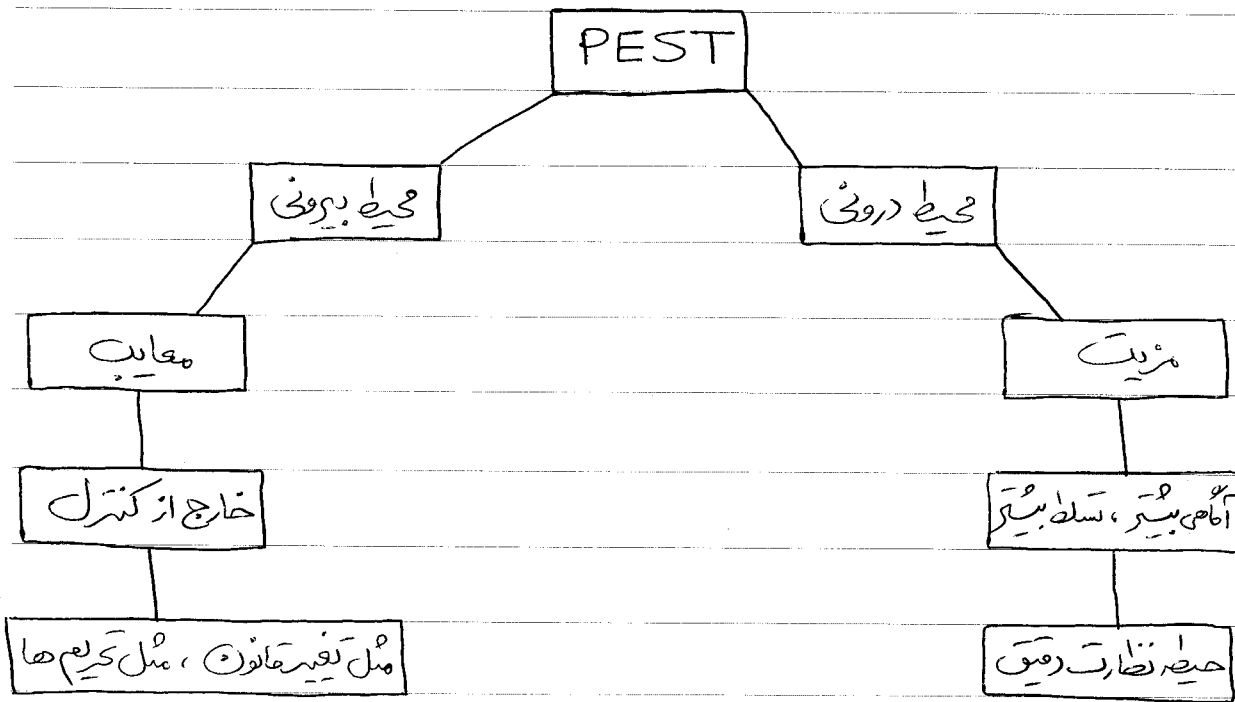 PEST
محیط درونی
محیط بیرونی
مزیت
معایب
آگاهی بیشتر ، تسلط بیشتر
خارج از کنترل
حیطه نظارت دقیق
مثل تغییر قانون ، مثل تحریم ها